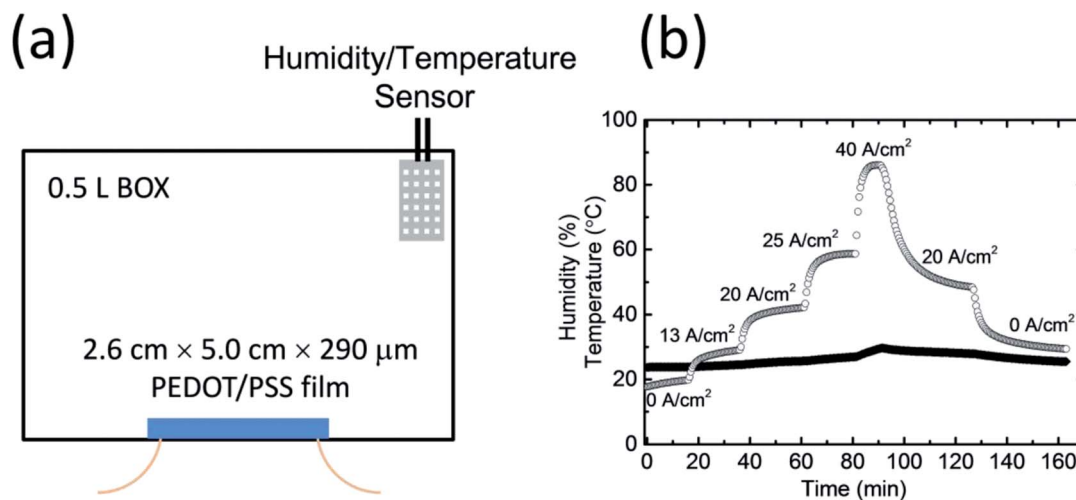 (a)
Humidity/Temperature
Sensor
0.5 L BOX
2.6 cm × 5.0 cm × 290 μm
PEDOT/PSS film
(b)
Humidity (%)
Temperature (°C)
100
80
60
40
20
0
0 A/cm²
13 A/cm²
20 A/cm²
25 A/cm²
40 A/cm²
20 A/cm²
0 A/cm²
0 20 40 60 80 100 120 140 160
Time (min)